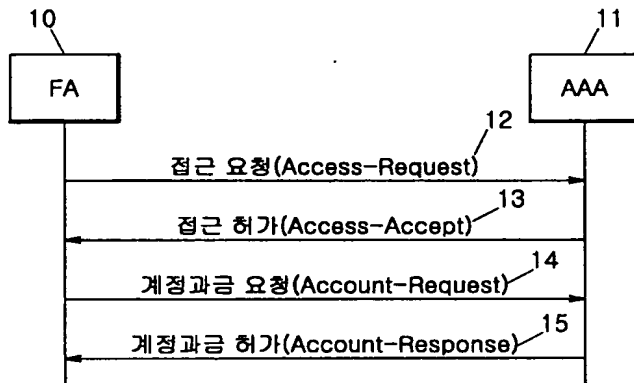 10
11
FA
AAA
12
접근 요청(Access-Request)
13
접근 허가(Access-Accept)
14
계정과금 요청(Account-Request)
15
계정과금 허가(Account-Response)